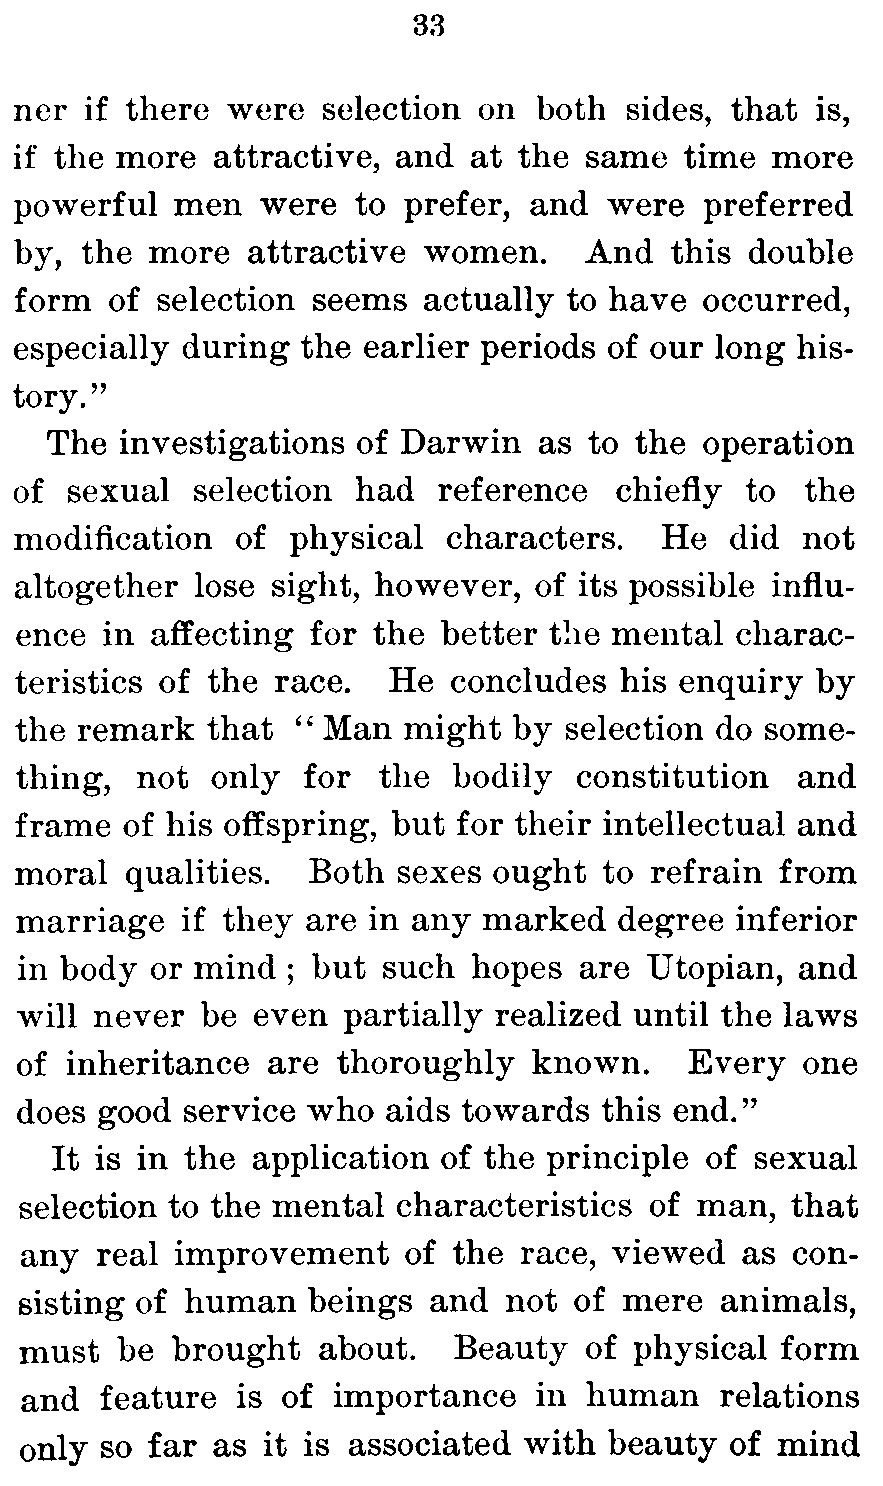 33
ner if there were selection on both sides, that is,
if the more attractive, and at the same time more
powerful men were to prefer, and were preferred
by, the more attractive women. And this double
form of selection seems actually to have occurred,
especially during the earlier periods of our long his-
tory.”
The investigations of Darwin as to the operation
of sexual selection had reference chiefly to the
modification of physical characters. He did not
altogether lose sight, however, of its possible influ-
ence in affecting for the better the mental charac-
teristics of the race. He concludes his enquiry by
the remark that “Man might by selection do some-
thing, not only for the bodily constitution and
frame of his offspring, but for their intellectual and
moral qualities. Both sexes ought to refrain from
marriage if they are in any marked degree inferior
in body or mind ; but such hopes are Utopian, and
will never be even partially realized until the laws
of inheritance are thoroughly known. Every one
does good service who aids towards this end.”
It is in the application of the principle of sexual
selection to the mental characteristics of man, that
any real improvement of the race, viewed as con-
sisting of human beings and not of mere animals,
must be brought about. Beauty of physical form
and feature is of importance in human relations
only so far as it is associated with beauty of mind